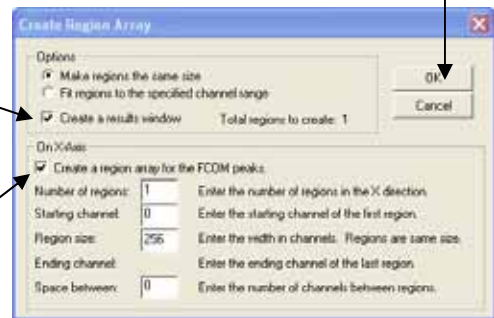 Create Region Array
Options
Make regions the same size
Fit regions to the specified channel range
Create a results window Total regions to create: 1
OK
Cancel
On X-Axis
Create a region array for the FCOM peaks.
Number of regions: 1 Enter the number of regions in the X direction.
Starting channel: 0 Enter the starting channel of the first region.
Region size: 256 Enter the width in channels. Regions are same size.
Ending channel: Enter the ending channel of the last region.
Space between: 0 Enter the number of channels between regions.